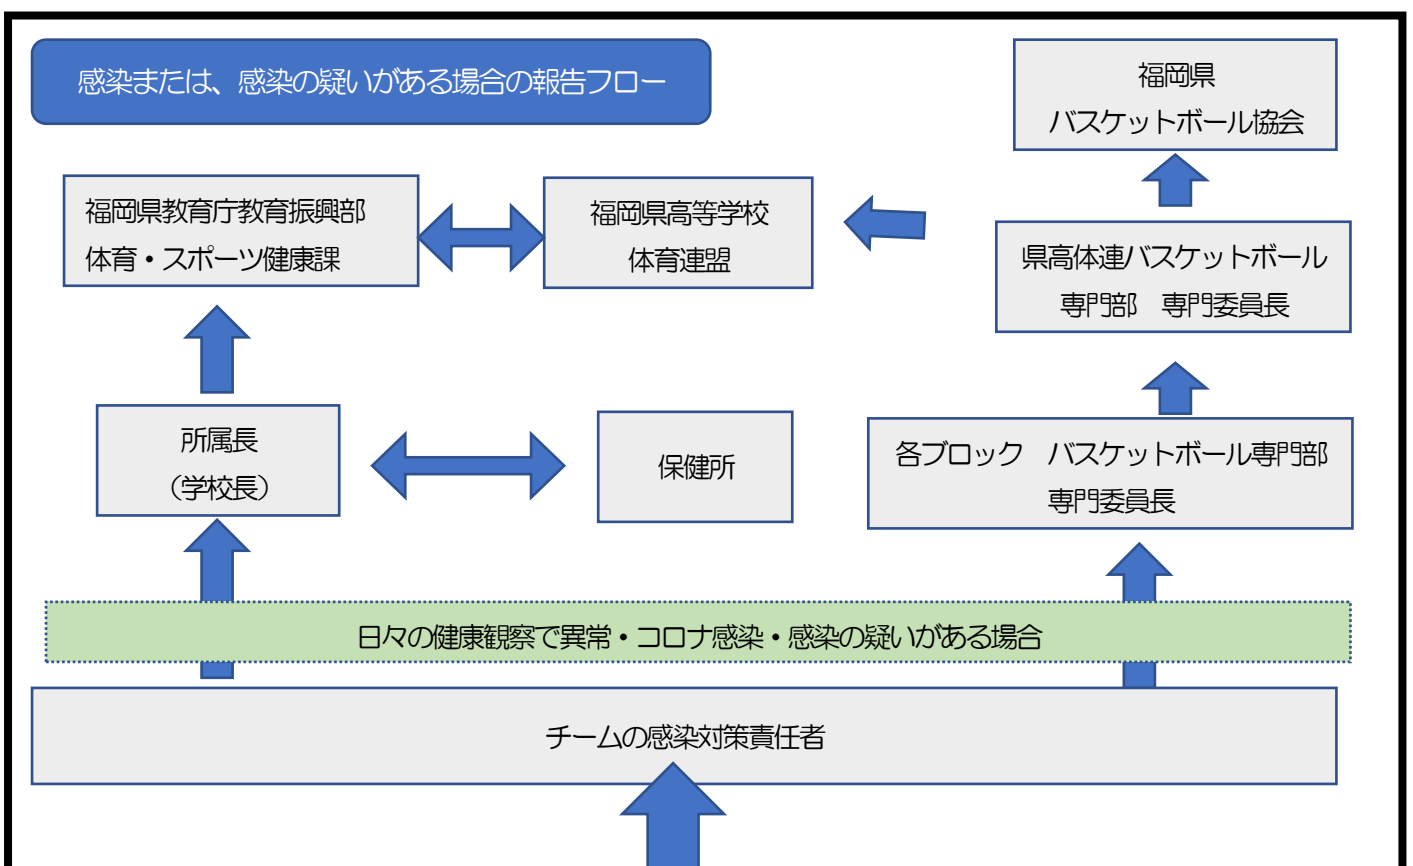 感染または、感染の疑いがある場合の報告フロー
福岡県
バスケットボール協会
福岡県教育庁教育振興部
体育・スポーツ健康課
福岡県高等学校
体育連盟
県高体連バスケットボール
専門部　専門委員長
所属長
（学校長）
保健所
各ブロック　バスケットボール専門部
専門委員長
日々の健康観察で異常・コロナ感染・感染の疑いがある場合
チームの感染対策責任者